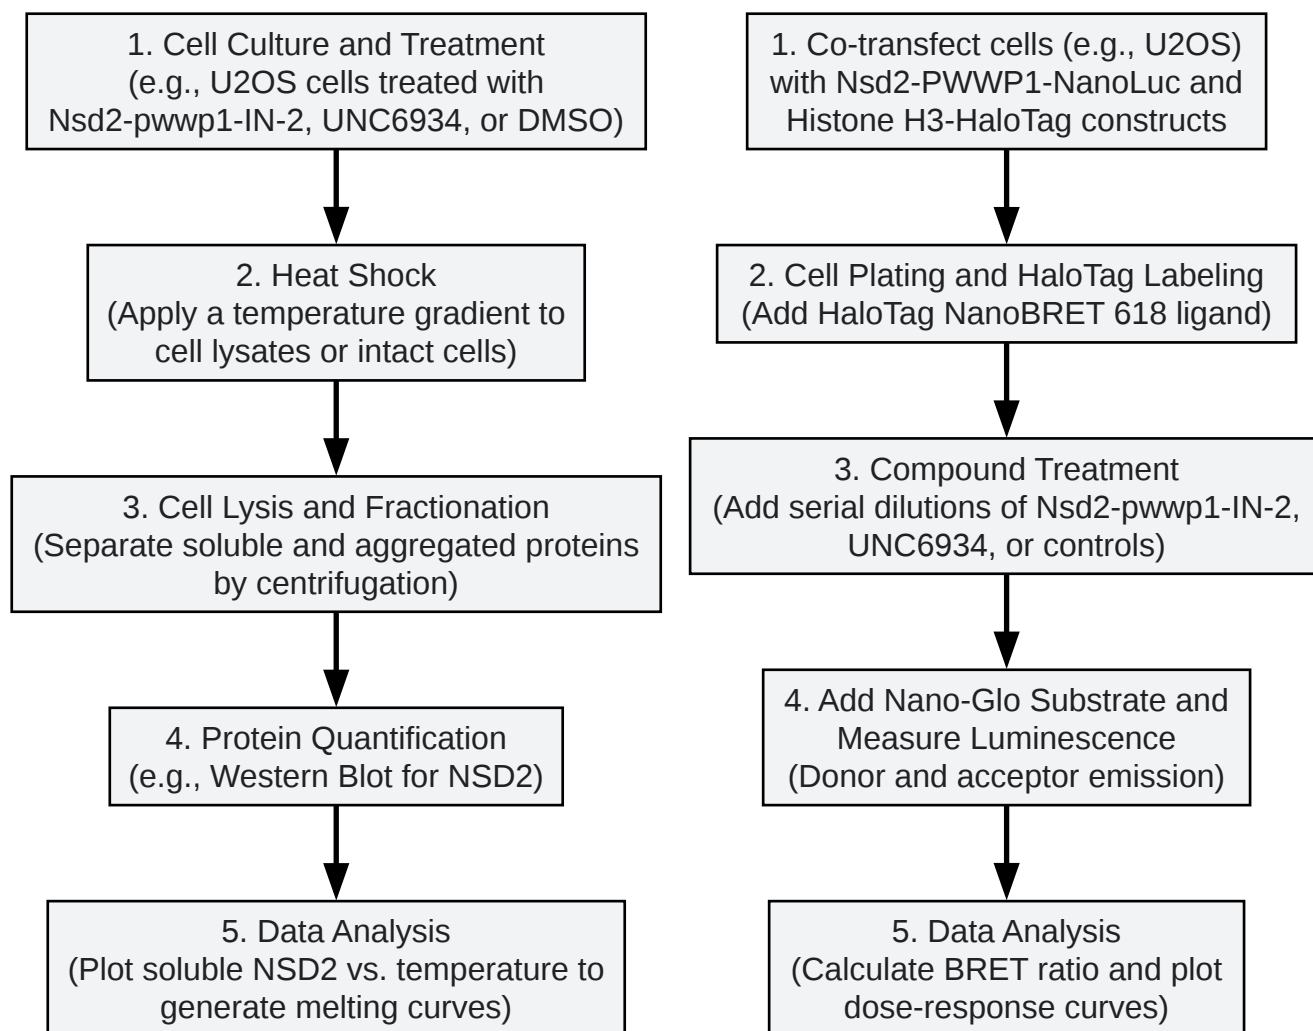 1. Cell Culture and Treatment
(e.g., U2OS cells treated with
Nsd2-pwwp1-IN-2, UNC6934, or DMSO)
2. Heat Shock
(Apply a temperature gradient to
cell lysates or intact cells)
3. Cell Lysis and Fractionation
(Separate soluble and aggregated proteins
by centrifugation)
4. Protein Quantification
(e.g., Western Blot for NSD2)
5. Data Analysis
(Plot soluble NSD2 vs. temperature to
generate melting curves)
1. Co-transfect cells (e.g., U2OS)
with Nsd2-PWWP1-NanoLuc and
Histone H3-HaloTag constructs
2. Cell Plating and HaloTag Labeling
(Add HaloTag NanoBRET 618 ligand)
3. Compound Treatment
(Add serial dilutions of Nsd2-pwwp1-IN-2,
UNC6934, or controls)
4. Add Nano-Glo Substrate and
Measure Luminescence
(Donor and acceptor emission)
5. Data Analysis
(Calculate BRET ratio and plot
dose-response curves)